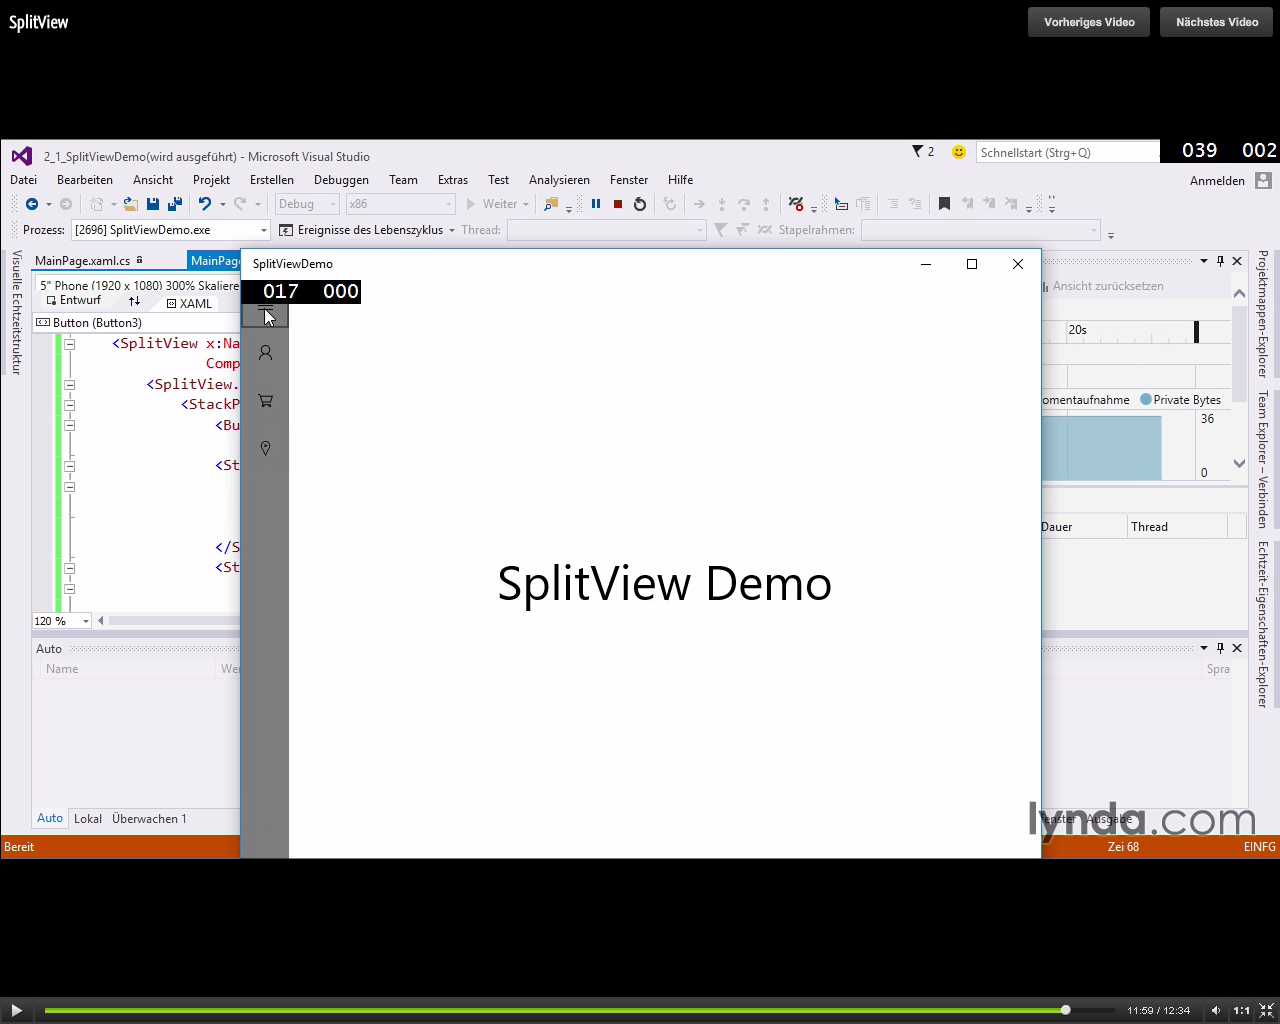 SplitView
Vorheriges Video
Nächstes Video
2_1_SplitViewDemo(wird ausgeführt) - Microsoft Visual Studio
2
Schnellstart (Strg+Q)
039 002
Datei Bearbeiten Ansicht Projekt Erstellen Debuggen Team Extras Test Analysieren Fenster Hilfe
Anmelden
Debug x86 Weiter
Prozess: [2696] SplitViewDemo.exe Ereignisse des Lebenszyklus Thread: Stapelrahmen:
Visuelle Echtzeitstruktur
MainPage.xaml.cs
MainPag
5" Phone (1920 x 1080) 300% Skaliere
Entwurf XAML
Button (Button3)
<SplitView x:Na
Comp
<SplitView.
<StackP
<Bu
<St
</S
<St
120 %
SplitViewDemo
017 000
SplitView Demo
Ansicht zurücksetzen
20s
omentaufnahme Private Bytes
36
0
Dauer Thread
Projektmappen-Explorer
Team Explorer – Verbinden
Echtzeit-Eigenschaften-Explorer
Auto
Name
Spra
Auto Lokal Überwachen 1
Ausgabe
lynda.com
Bereit
Zei 68
EINFG
11:59 / 12:34
1:1